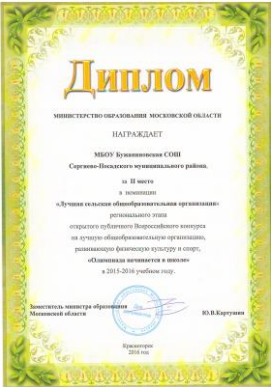 Диплом
МИНИСТЕРСТВО ОБРАЗОВАНИЯ МОСКОВСКОЙ ОБЛАСТИ
НАГРАЖДАЕТ
МБОУ Бужаниновская СОШ
Сергиево-Посадского муниципального района,
за II место
в номинации
«Лучшая сельская общеобразовательная организация»
регионального этапа
открытого публичного Всероссийского конкурса
на лучшую общеобразовательную организацию,
развивающую физическую культуру и спорт,
«Олимпиада начинается в школе»
в 2015-2016 учебном году.
Заместитель министра образования
Московской области
Ю.В.Картушин
Красногорск
2016 год